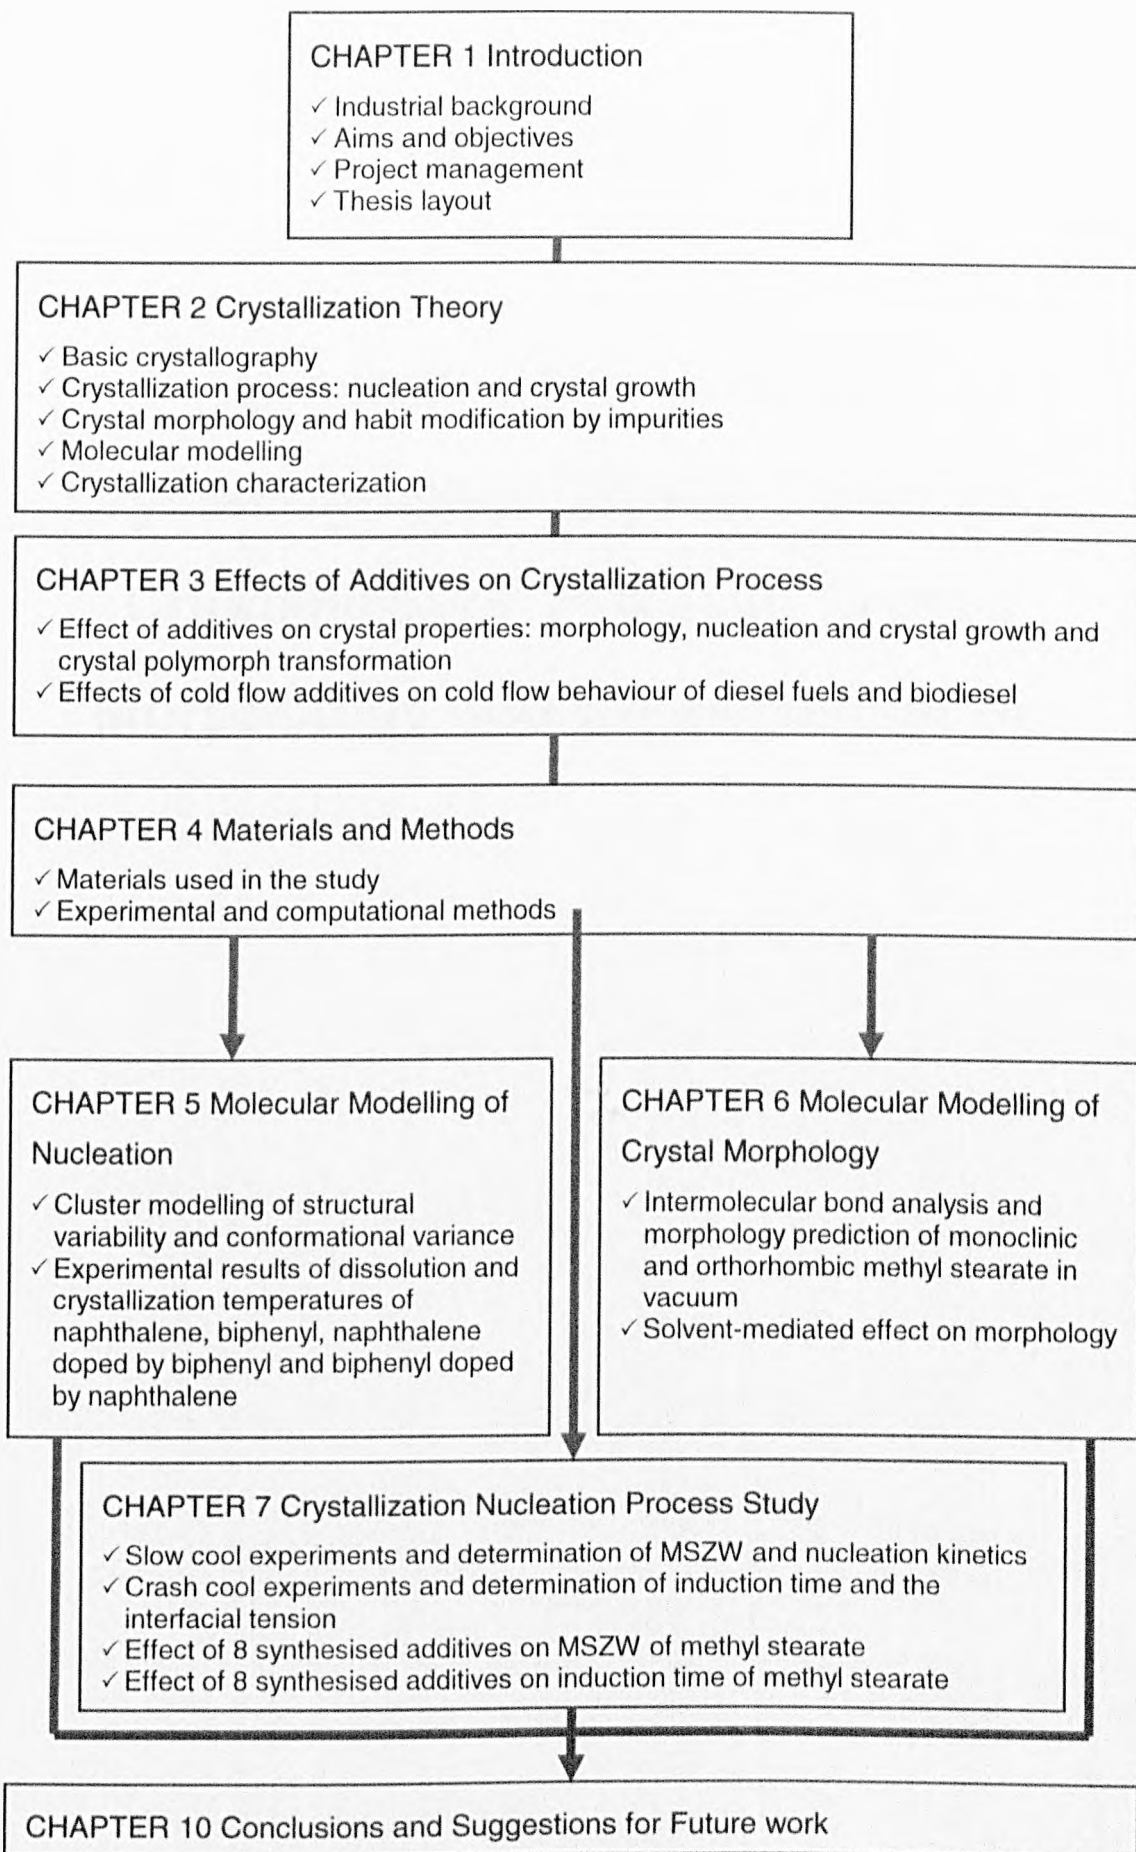 CHAPTER 1 Introduction
✓ Industrial background
✓ Aims and objectives
✓ Project management
✓ Thesis layout
CHAPTER 2 Crystallization Theory
✓ Basic crystallography
✓ Crystallization process: nucleation and crystal growth
✓ Crystal morphology and habit modification by impurities
✓ Molecular modelling
✓ Crystallization characterization
CHAPTER 3 Effects of Additives on Crystallization Process
✓ Effect of additives on crystal properties: morphology, nucleation and crystal growth and
crystal polymorph transformation
✓ Effects of cold flow additives on cold flow behaviour of diesel fuels and biodiesel
CHAPTER 4 Materials and Methods
✓ Materials used in the study
✓ Experimental and computational methods
CHAPTER 5 Molecular Modelling of
Nucleation
✓ Cluster modelling of structural
variability and conformational variance
✓ Experimental results of dissolution and
crystallization temperatures of
naphthalene, biphenyl, naphthalene
doped by biphenyl and biphenyl doped
by naphthalene
CHAPTER 6 Molecular Modelling of
Crystal Morphology
✓ Intermolecular bond analysis and
morphology prediction of monoclinic
and orthorhombic methyl stearate in
vacuum
✓ Solvent-mediated effect on morphology
CHAPTER 7 Crystallization Nucleation Process Study
✓ Slow cool experiments and determination of MSZW and nucleation kinetics
✓ Crash cool experiments and determination of induction time and the
interfacial tension
✓ Effect of 8 synthesised additives on MSZW of methyl stearate
✓ Effect of 8 synthesised additives on induction time of methyl stearate
CHAPTER 10 Conclusions and Suggestions for Future work